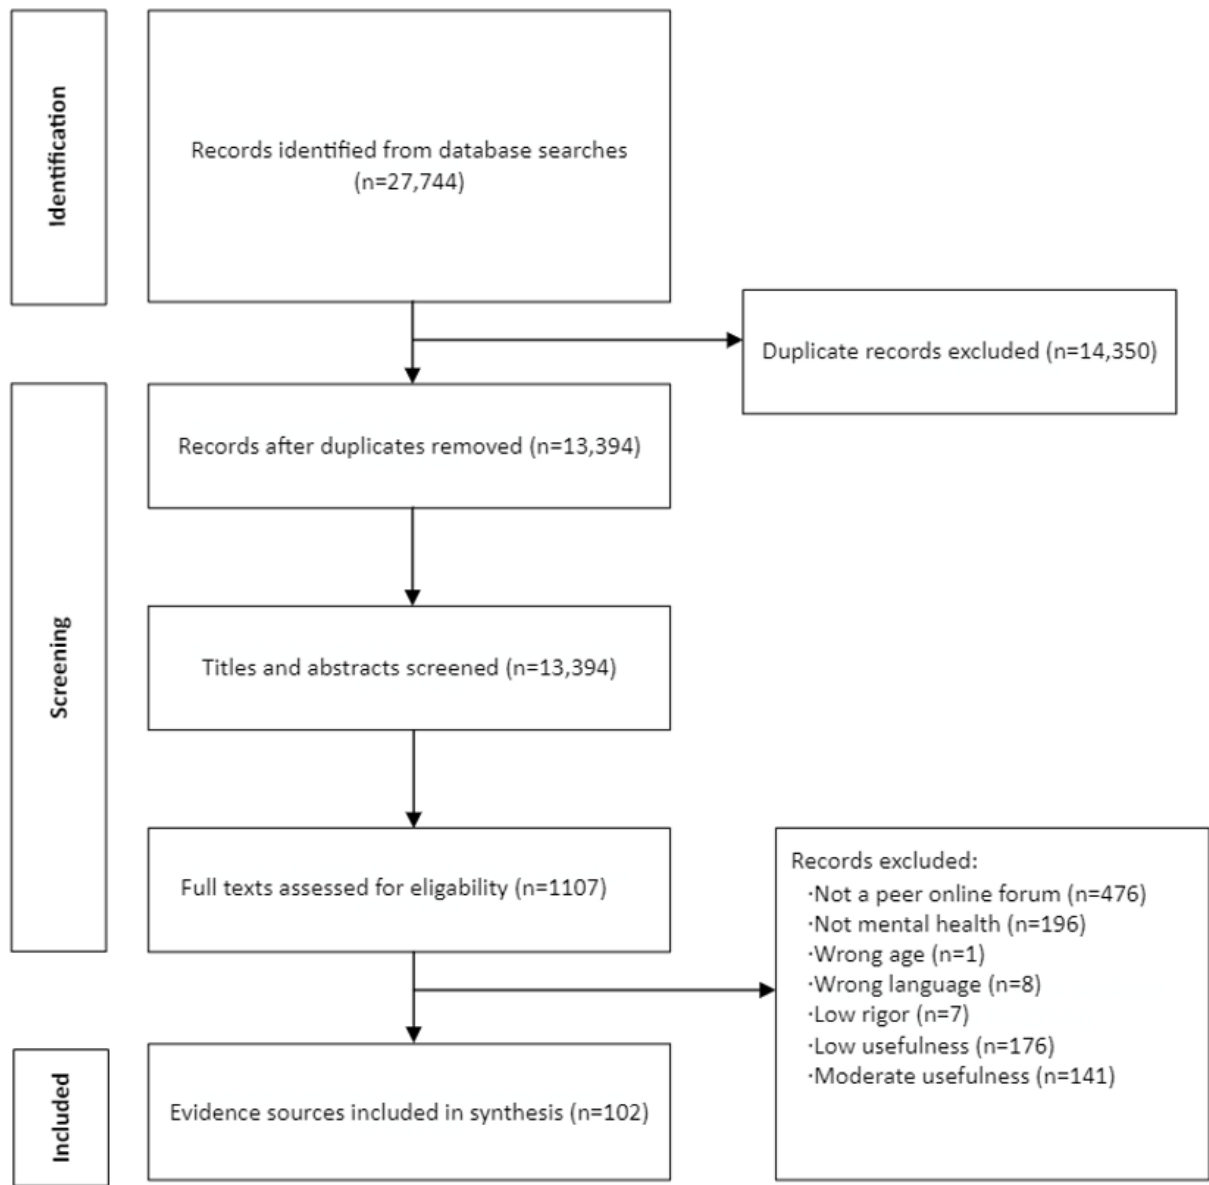 Identification
Records identified from database searches
(n=27,744)
Duplicate records excluded (n=14,350)
Screening
Records after duplicates removed (n=13,394)
Titles and abstracts screened (n=13,394)
Full texts assessed for eligability (n=1107)
Records excluded:
·Not a peer online forum (n=476)
·Not mental health (n=196)
·Wrong age (n=1)
·Wrong language (n=8)
·Low rigor (n=7)
·Low usefulness (n=176)
·Moderate usefulness (n=141)
Included
Evidence sources included in synthesis (n=102)